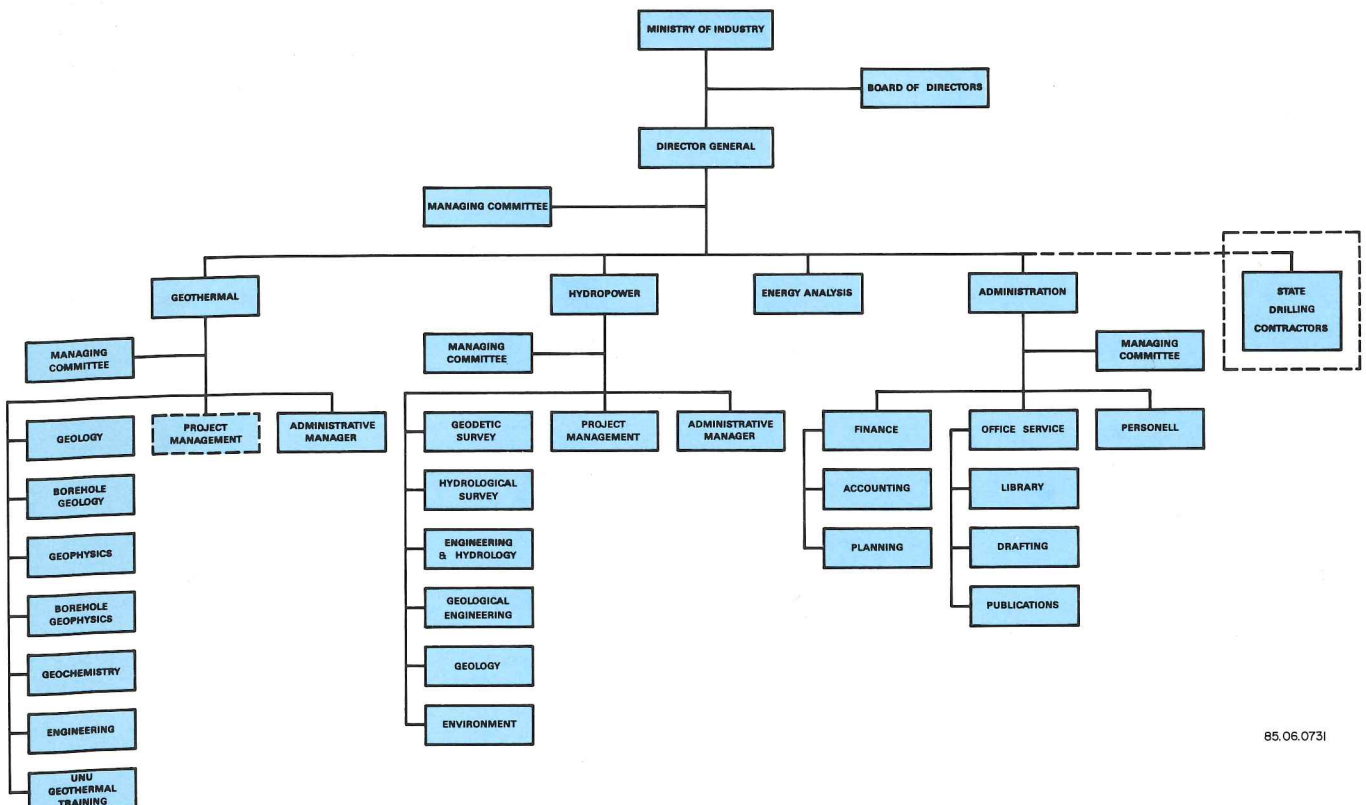 MINISTRY OF INDUSTRY
BOARD OF DIRECTORS
DIRECTOR GENERAL
MANAGING COMMITTEE
GEOTHERMAL
HYDROPOWER
ENERGY ANALYSIS
ADMINISTRATION
STATE
DRILLING
CONTRACTORS
MANAGING
COMMITTEE
MANAGING
COMMITTEE
MANAGING
COMMITTEE
GEOLOGY
PROJECT
MANAGEMENT
ADMINISTRATIVE
MANAGER
BOREHOLE
GEOLOGY
GEOPHYSICS
BOREHOLE
GEOPHYSICS
GEOCHEMISTRY
ENGINEERING
UNU
GEOTHERMAL
TRAINING
GEODETIC
SURVEY
PROJECT
MANAGEMENT
ADMINISTRATIVE
MANAGER
HYDROLOGICAL
SURVEY
ENGINEERING
& HYDROLOGY
GEOLOGICAL
ENGINEERING
GEOLOGY
ENVIRONMENT
FINANCE
OFFICE SERVICE
PERSONELL
ACCOUNTING
LIBRARY
PLANNING
DRAFTING
PUBLICATIONS
85.06.0731